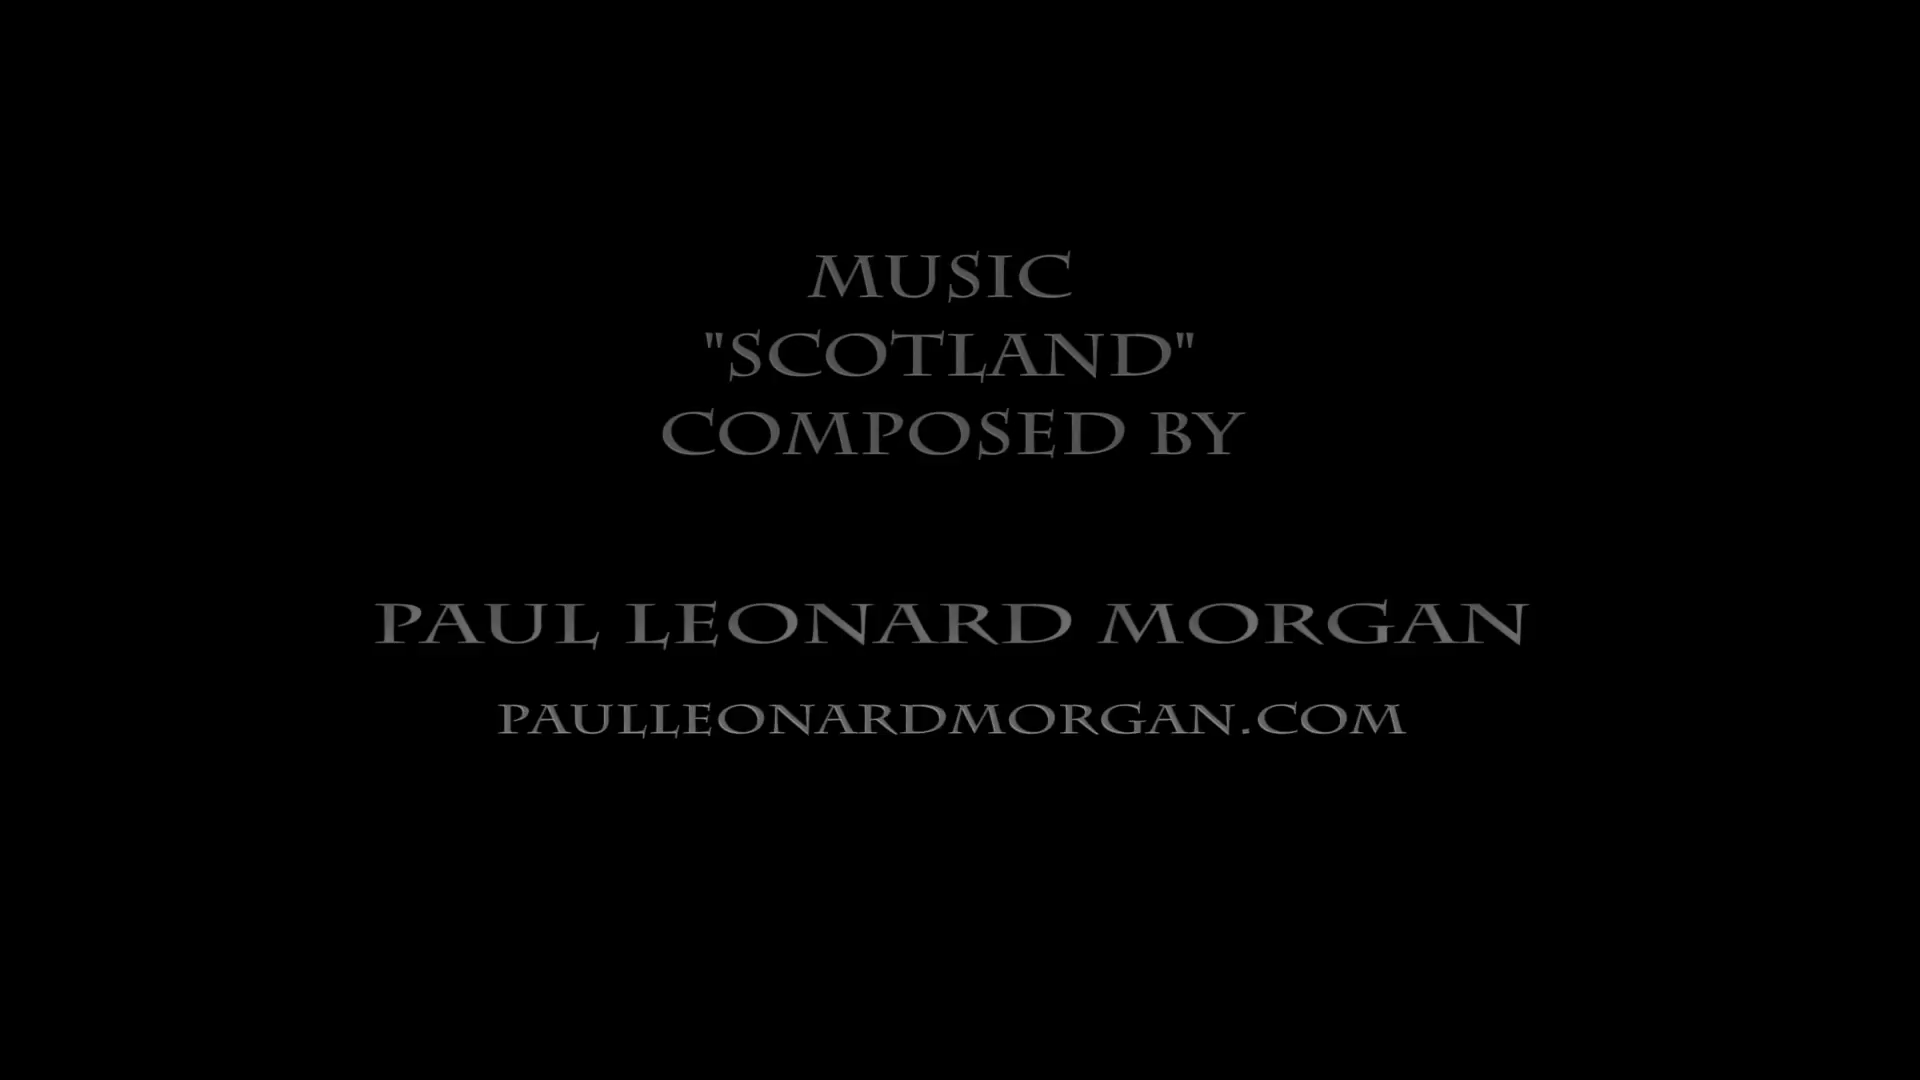 MUSIC
"SCOTLAND"
COMPOSED BY
PAUL LEONARD MORGAN
PAULLEONARDMORGAN.COM